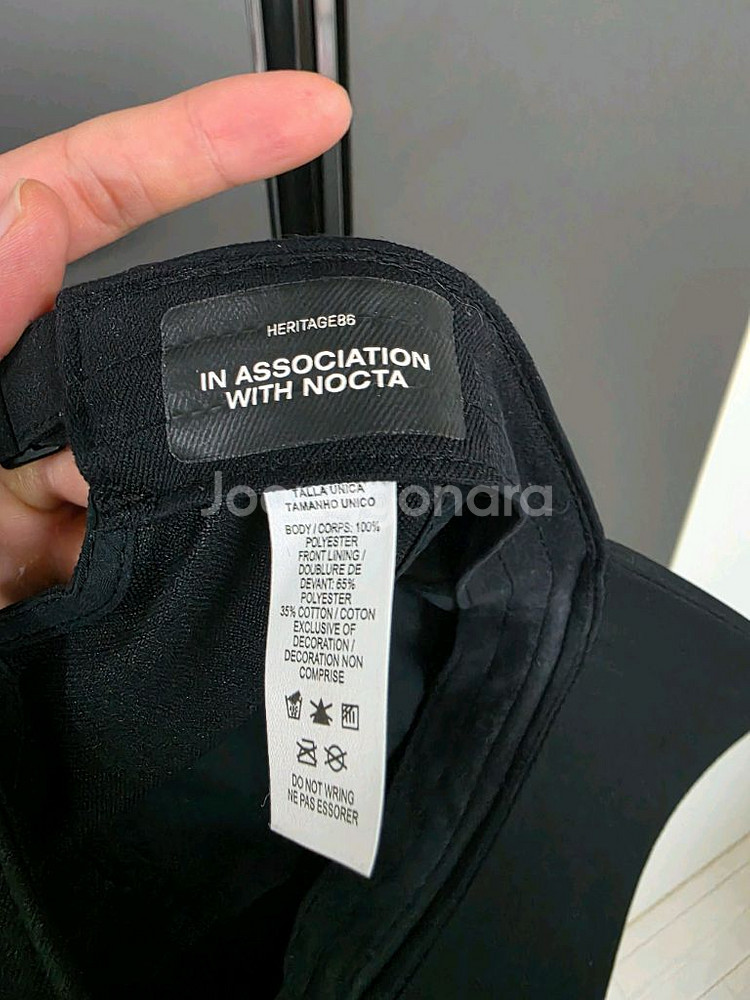 HERITAGE86
IN ASSOCIATION
WITH NOCTA
TALLA UNICA
TAMANHO UNICO
BODY / CORPS: 100%
POLYESTER
FRONT LINING /
DOUBLURE DE
DEVANT: 65%
POLYESTER
35% COTTON / COTON
EXCLUSIVE OF
DECORATION /
DECORATION NON
COMPRISE
DO NOT WRING
NE PAS ESSORER